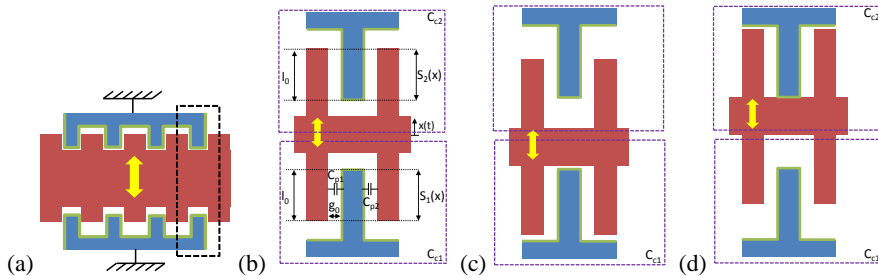 (a)
(b)
C_c2
l_0
S_2(x)
x(t)
C_p1
l_0
g_0
C_p2
S_1(x)
C_c1
(c)
C_c1
(d)
C_c2
C_c1